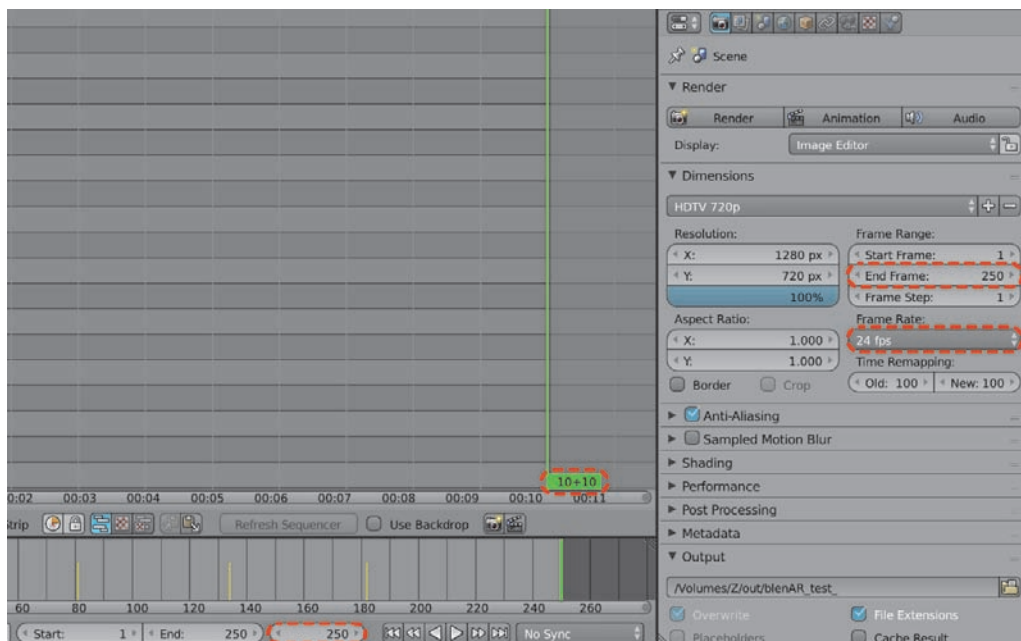 Scene
Render
Render Animation Audio
Display: Image Editor
Dimensions
HDTV 720p
Resolution: Frame Range:
X: 1280 px Start Frame: 1
Y: 720 px End Frame: 250
100% Frame Step: 1
Aspect Ratio: Frame Rate:
X: 1.000 24 fps
Y: 1.000 Time Remapping:
Border Crop Old: 100 New: 100
Anti-Aliasing
Sampled Motion Blur
Shading
Performance
Post Processing
Metadata
Output
/Volumes/Z/out/blenAR_test_
Overwrite File Extensions
Placeholders Cache Result
10+10
0:02 00:03 00:04 00:05 00:06 00:07 00:08 00:09 00:10 00:11
trip Refresh Sequencer Use Backdrop
60 80 100 120 140 160 180 200 220 240 260
Start: 1 End: 250 250 No Sync